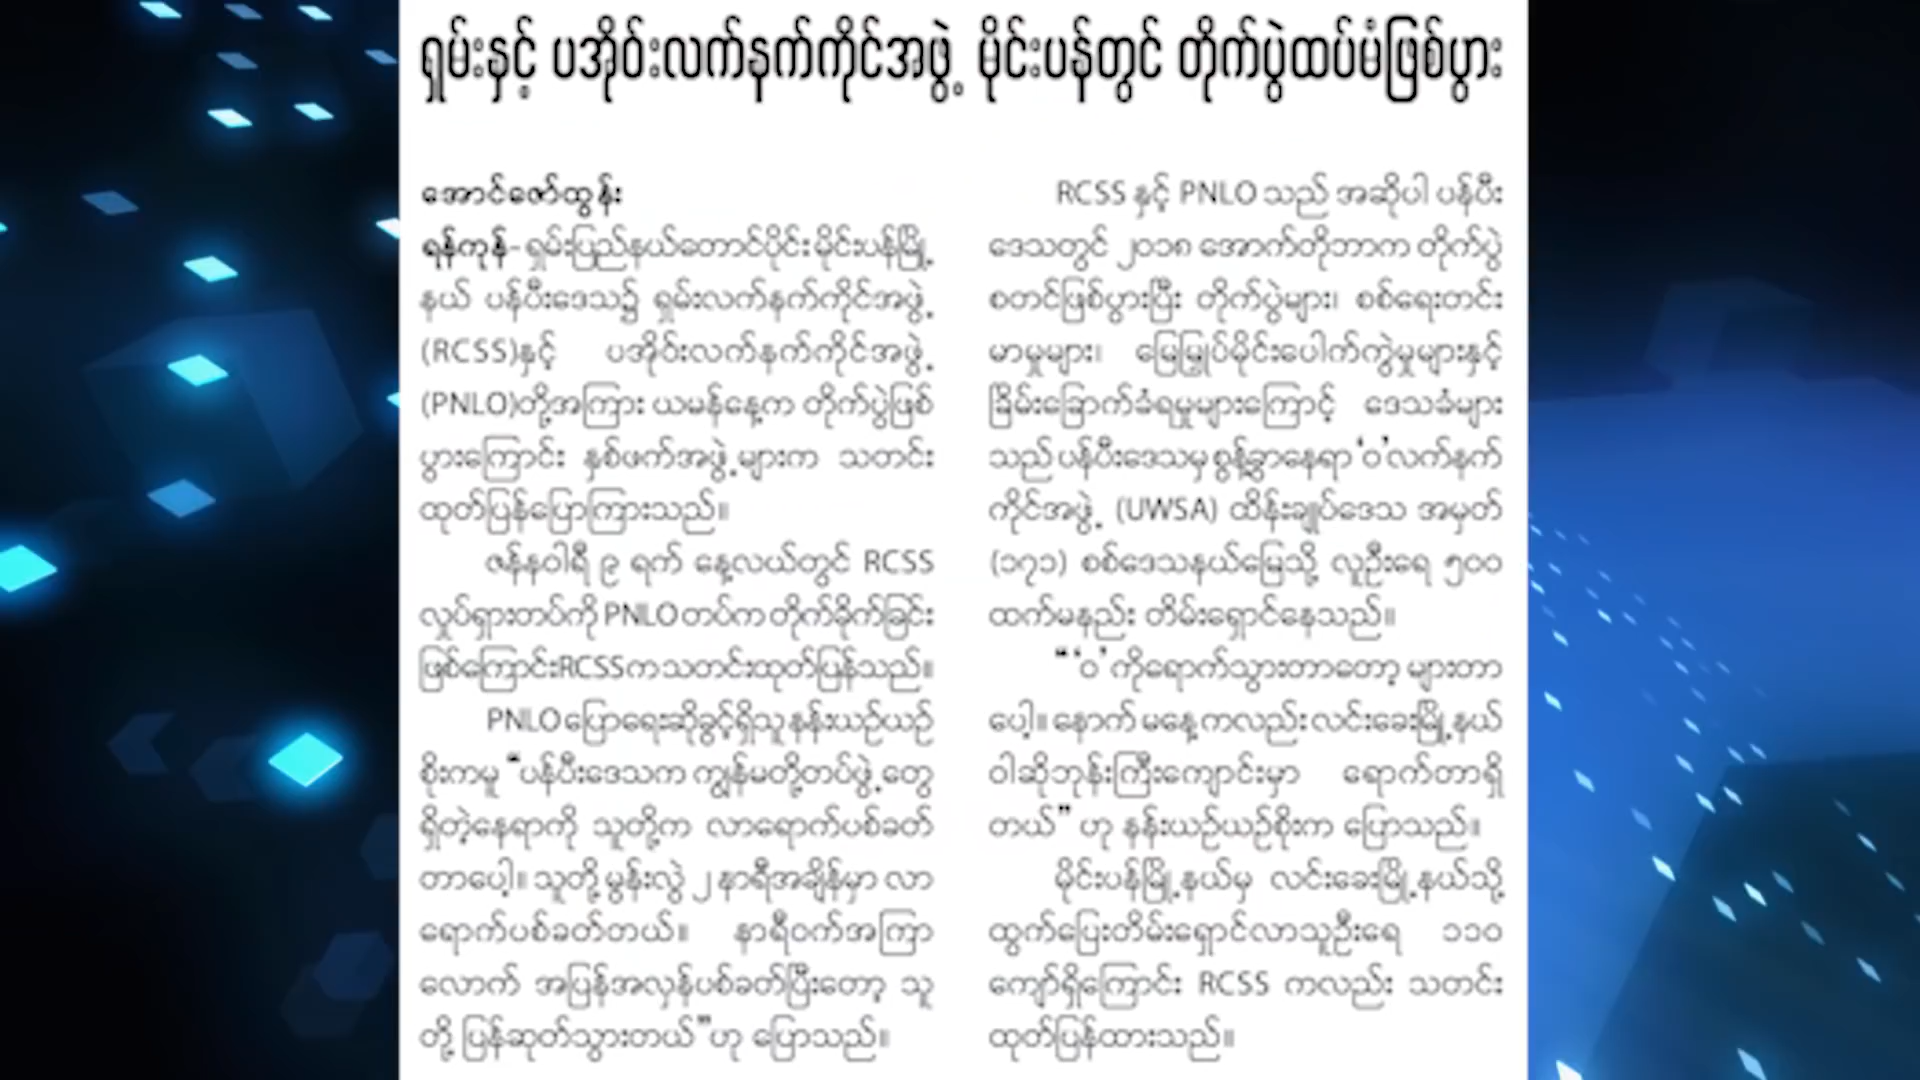 ရှမ်းနှင့် ပအိုဝ်းလက်နက်ကိုင်အဖွဲ့ မိုင်းပန်တွင် တိုက်ပွဲထပ်မံဖြစ်ပွား
အောင်ဇော်ထွန်း
ရန်ကုန်-ရှမ်းပြည်နယ်တောင်ပိုင်း မိုင်းပန်မြို့
နယ် ပန်ပီးဒေသ၌ ရှမ်းလက်နက်ကိုင်အဖွဲ့
(RCSS)နှင့် ပအိုဝ်းလက်နက်ကိုင်အဖွဲ့
(PNLO)တို့အကြား ယမန်နေ့က တိုက်ပွဲဖြစ်
ပွားကြောင်း နှစ်ဖက်အဖွဲ့များက သတင်း
ထုတ်ပြန်ပြောကြားသည်။
ဇန်နဝါရီ ၉ ရက် နေ့လယ်တွင် RCSS
လှုပ်ရှားတပ်ကို PNLO တပ်က တိုက်ခိုက်ခြင်း
ဖြစ်ကြောင်း RCSS က သတင်းထုတ်ပြန်သည်။
PNLO ပြောရေးဆိုခွင့်ရှိသူ နန်းယဉ်ယဉ်
စိုးကမူ “ပန်ပီးဒေသက ကျွန်မတို့တပ်ဖွဲ့တွေ
ရှိတဲ့နေရာကို သူတို့က လာရောက်ပစ်ခတ်
တာပေါ့။ သူတို့ မွန်းလွဲ ၂ နာရီအချိန်မှာ လာ
ရောက်ပစ်ခတ်တယ်။ နာရီဝက်အကြာ
လောက် အပြန်အလှန်ပစ်ခတ်ပြီးတော့ သူ
တို့ ပြန်ဆုတ်သွားတယ်”ဟု ပြောသည်။
RCSS နှင့် PNLO သည် အဆိုပါ ပန်ပီး
ဒေသတွင် ၂၀၁၈ အောက်တိုဘာက တိုက်ပွဲ
စတင်ဖြစ်ပွားပြီး တိုက်ပွဲများ၊ စစ်ရေးတင်း
မာမှုများ၊ မြေမြှုပ်မိုင်းပေါက်ကွဲမှုများနှင့်
ခြိမ်းခြောက်ခံရမှုများကြောင့် ဒေသခံများ
သည် ပန်ပီးဒေသမှ စွန့်ခွာနေရာ ‘ဝ’လက်နက်
ကိုင်အဖွဲ့ (UWSA) ထိန်းချုပ်ဒေသ အမှတ်
(၁၇၁) စစ်ဒေသနယ်မြေသို့ လူဦးရေ ၅၀၀
ထက်မနည်း တိမ်းရှောင်နေသည်။
“ ‘ဝ’ ကိုရောက်သွားတာတော့ များတာ
ပေါ့။ နောက် မနေ့ကလည်း လင်းခေးမြို့နယ်
ဝါဆိုဘုန်းကြီးကျောင်းမှာ ရောက်တာရှိ
တယ်” ဟု နန်းယဉ်ယဉ်စိုးက ပြောသည်။
မိုင်းပန်မြို့နယ်မှ လင်းခေးမြို့နယ်သို့
ထွက်ပြေးတိမ်းရှောင်လာသူဦးရေ ၁၁၀
ကျော်ရှိကြောင်း RCSS ကလည်း သတင်း
ထုတ်ပြန်ထားသည်။